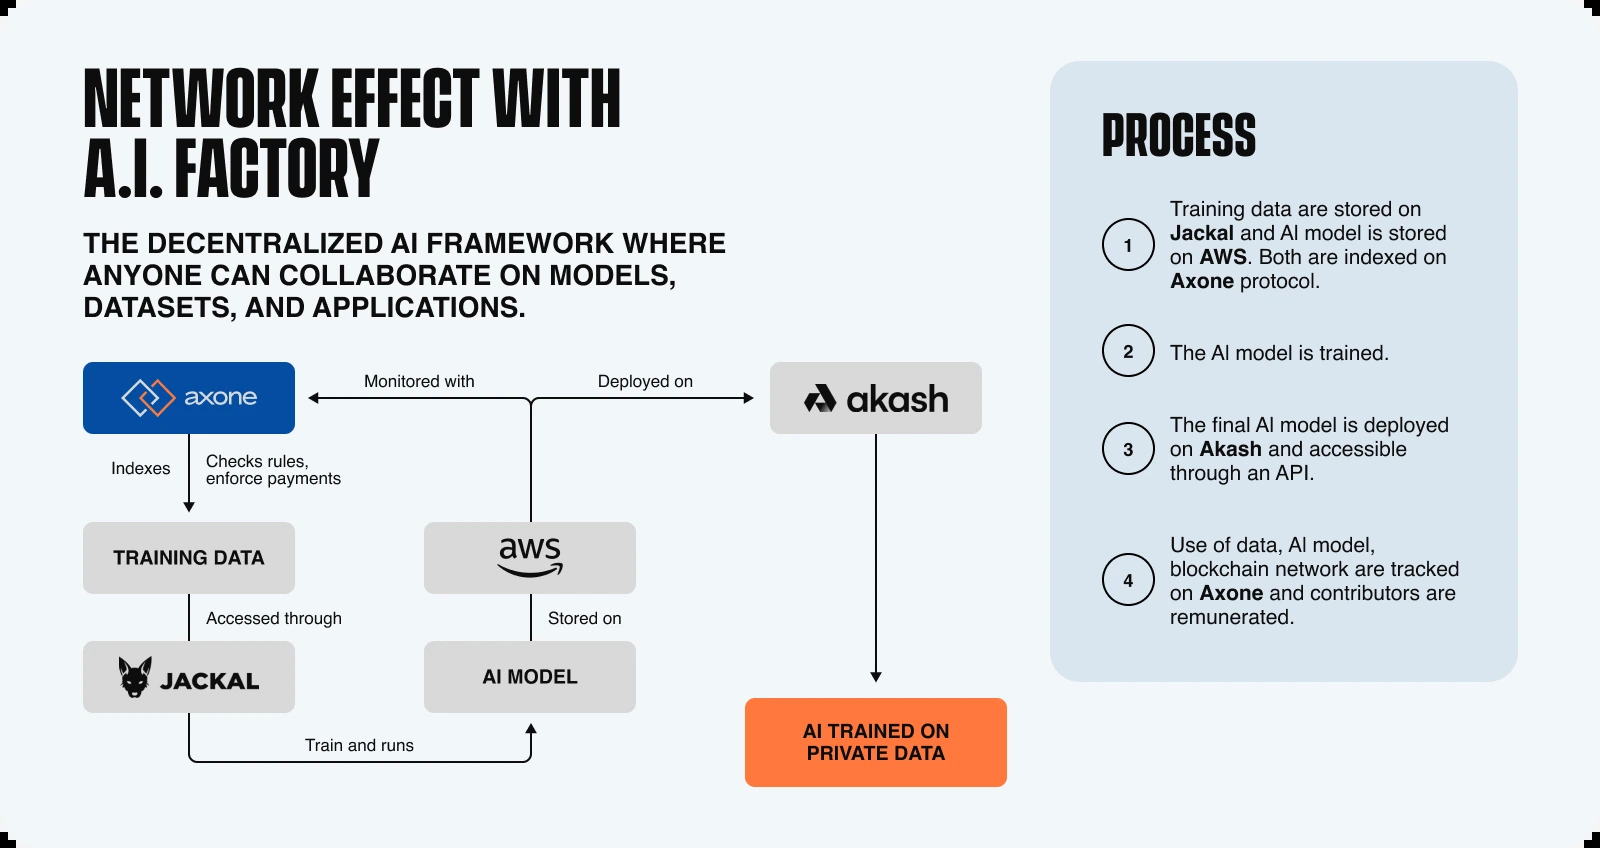 NETWORK EFFECT WITH
A.I. FACTORY
THE DECENTRALIZED AI FRAMEWORK WHERE
ANYONE CAN COLLABORATE ON MODELS,
DATASETS, AND APPLICATIONS.
axone
Monitored with
Deployed on
akash
Indexes
Checks rules,
enforce payments
TRAINING DATA
aws
Accessed through
Stored on
JACKAL
AI MODEL
Train and runs
AI TRAINED ON
PRIVATE DATA
PROCESS
1
Training data are stored on
Jackal and AI model is stored
on AWS. Both are indexed on
Axone protocol.
2
The AI model is trained.
3
The final AI model is deployed
on Akash and accessible
through an API.
4
Use of data, AI model,
blockchain network are tracked
on Axone and contributors are
remunerated.